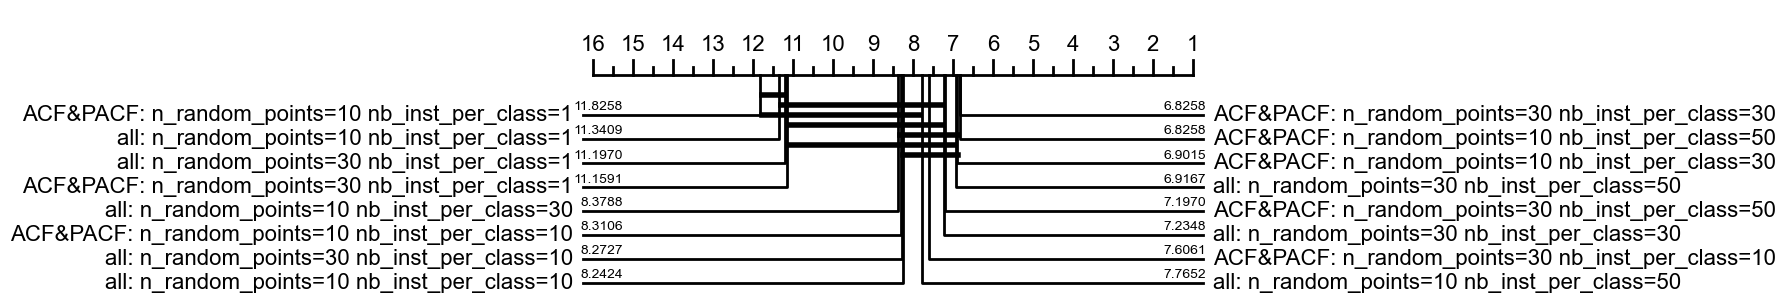 16 15 14 13 12 11 10 9 8 7 6 5 4 3 2 1
ACF&PACF: n_random_points=10 nb_inst_per_class=1 11.8258
all: n_random_points=10 nb_inst_per_class=1 11.3409
all: n_random_points=30 nb_inst_per_class=1 11.1970
ACF&PACF: n_random_points=30 nb_inst_per_class=1 11.1591
all: n_random_points=10 nb_inst_per_class=30 8.3788
ACF&PACF: n_random_points=10 nb_inst_per_class=10 8.3106
all: n_random_points=30 nb_inst_per_class=10 8.2727
all: n_random_points=10 nb_inst_per_class=10 8.2424
6.8258 ACF&PACF: n_random_points=30 nb_inst_per_class=30
6.8258 ACF&PACF: n_random_points=10 nb_inst_per_class=50
6.9015 ACF&PACF: n_random_points=10 nb_inst_per_class=30
6.9167 all: n_random_points=30 nb_inst_per_class=50
7.1970 ACF&PACF: n_random_points=30 nb_inst_per_class=50
7.2348 all: n_random_points=30 nb_inst_per_class=30
7.6061 ACF&PACF: n_random_points=30 nb_inst_per_class=10
7.7652 all: n_random_points=10 nb_inst_per_class=50